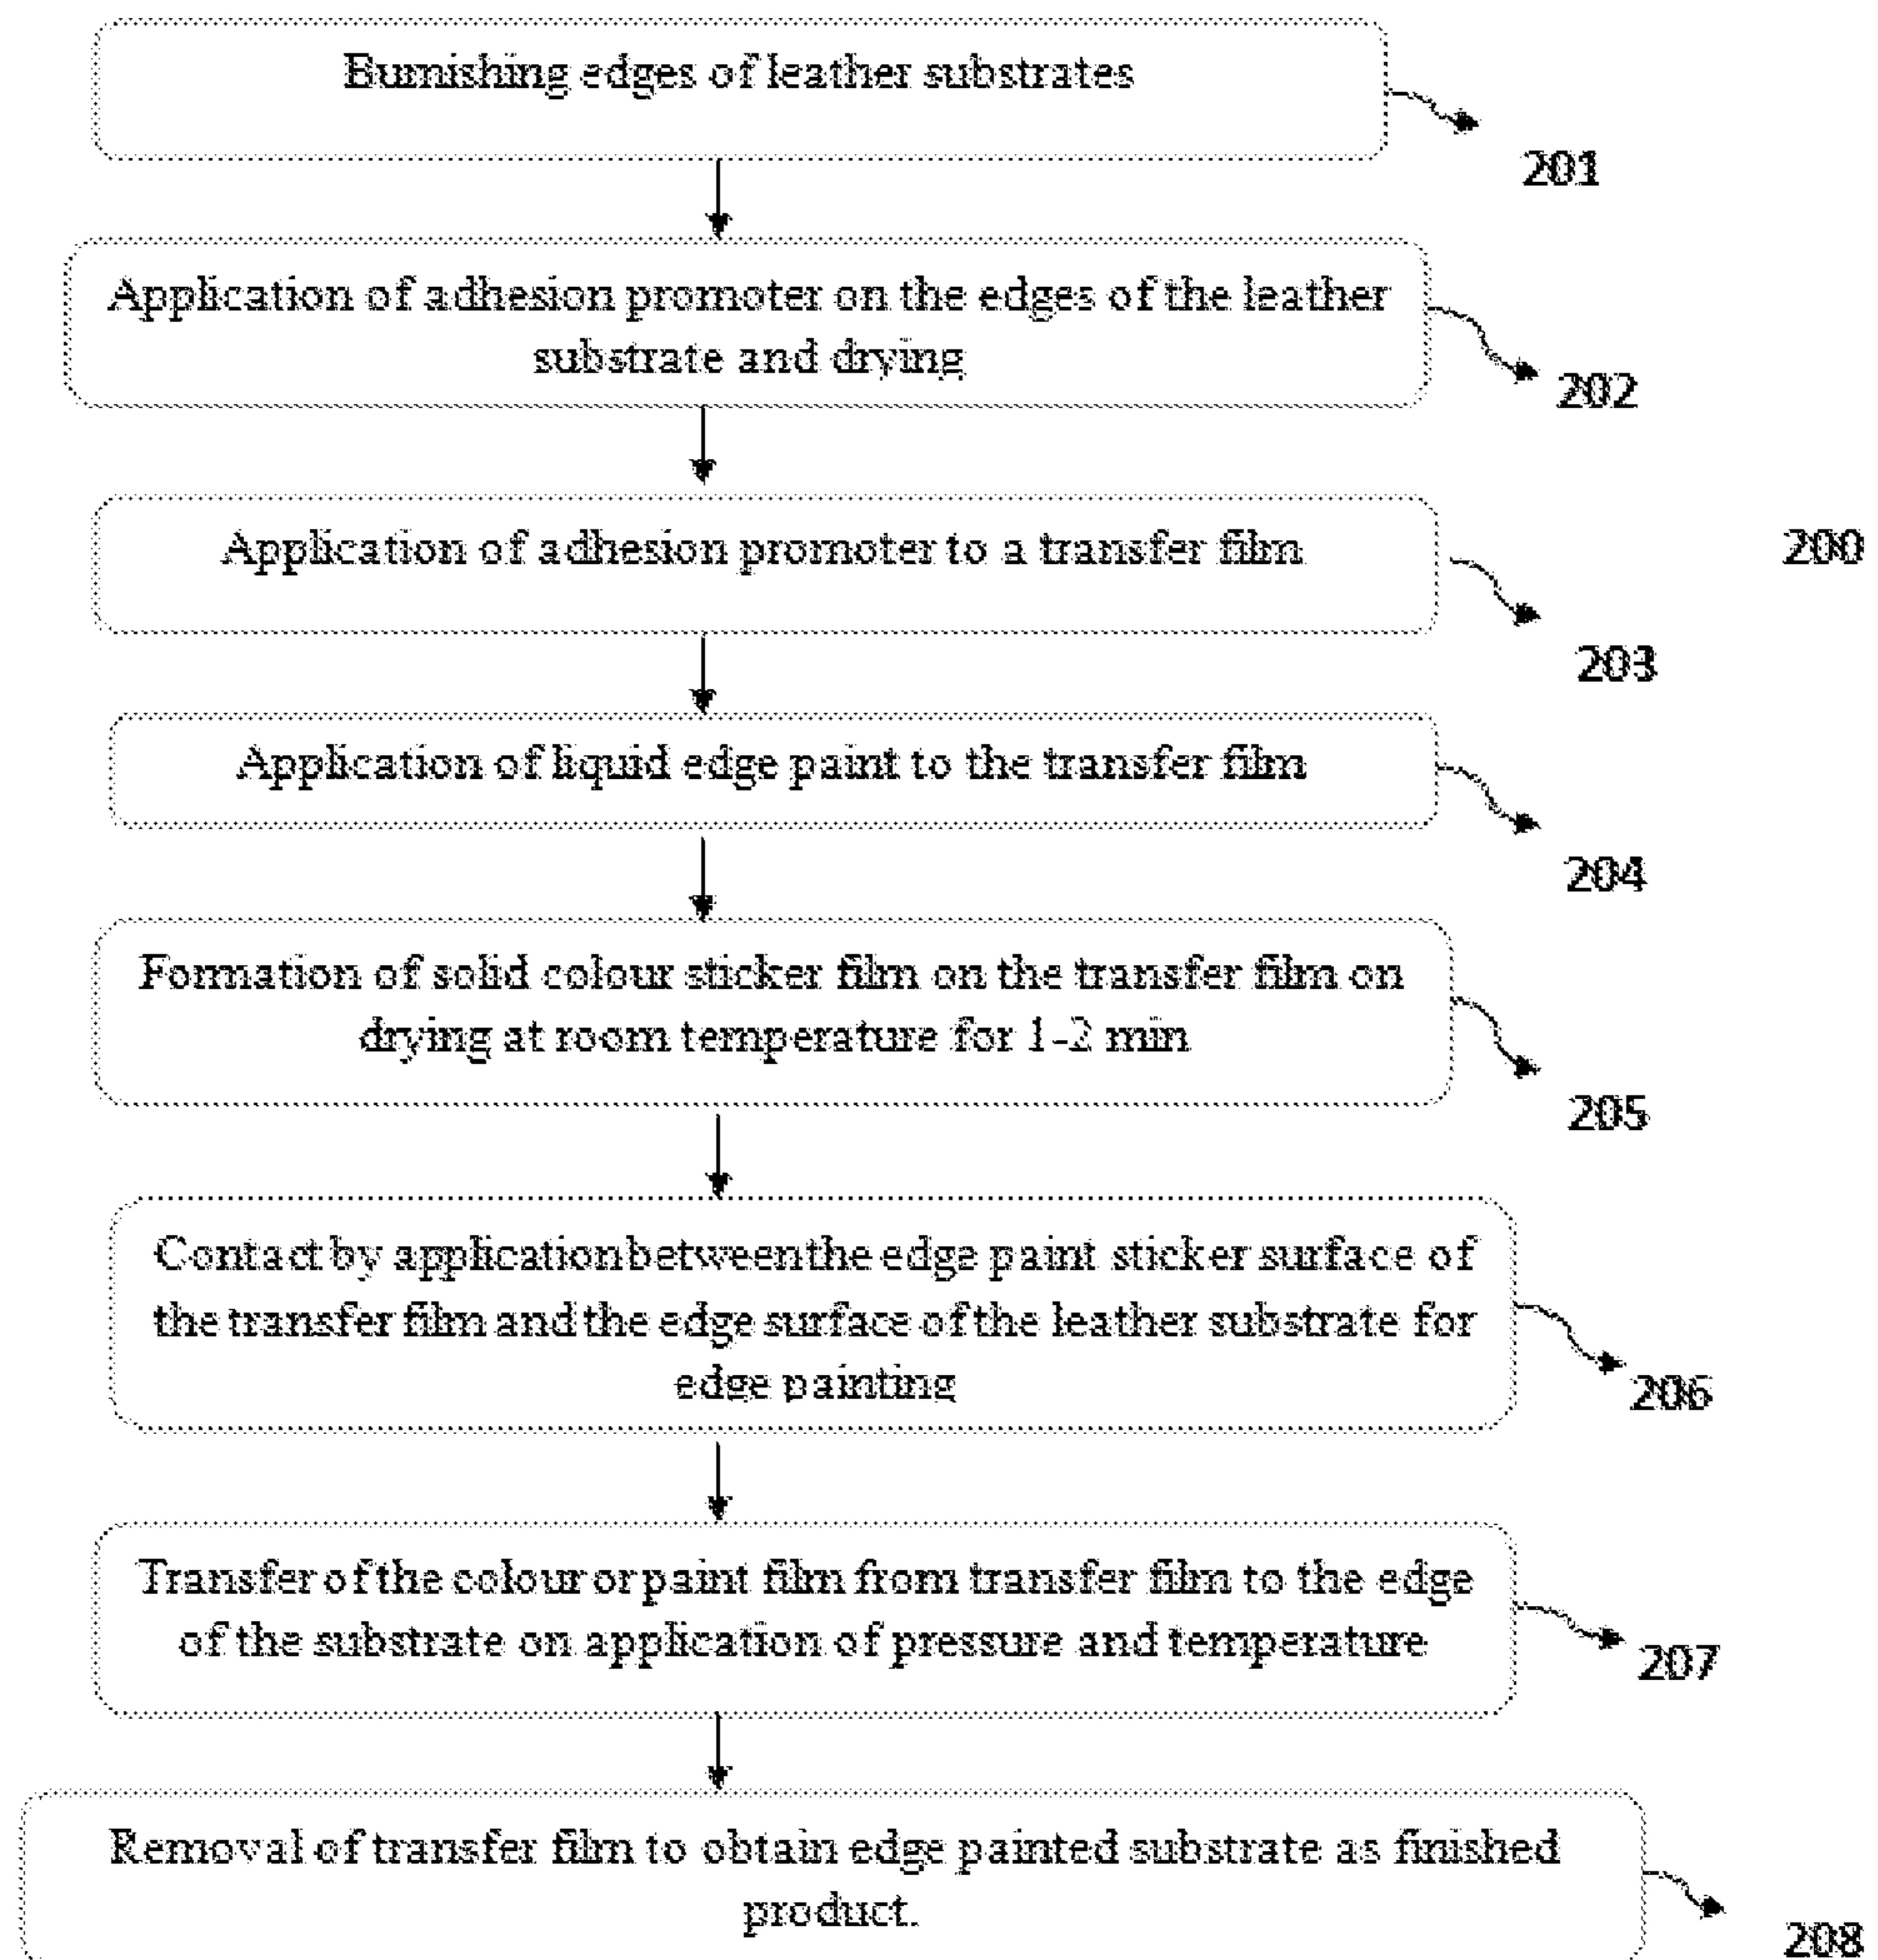 Burnishing edges of leather substrates
201
Application of adhesion promoter on the edges of the leather
substrate and drying
202
Application of adhesion promoter to a transfer film
200
203
Application of liquid edge paint to the transfer film
204
Formation of solid colour sticker film on the transfer film on
drying at room temperature for 1-2 min
205
Contact by application between the edge paint sticker surface of
the transfer film and the edge surface of the leather substrate for
edge painting
206
Transfer of the colour or paint film from transfer film to the edge
of the substrate on application of pressure and temperature
207
Removal of transfer film to obtain edge painted substrate as finished
product.
208